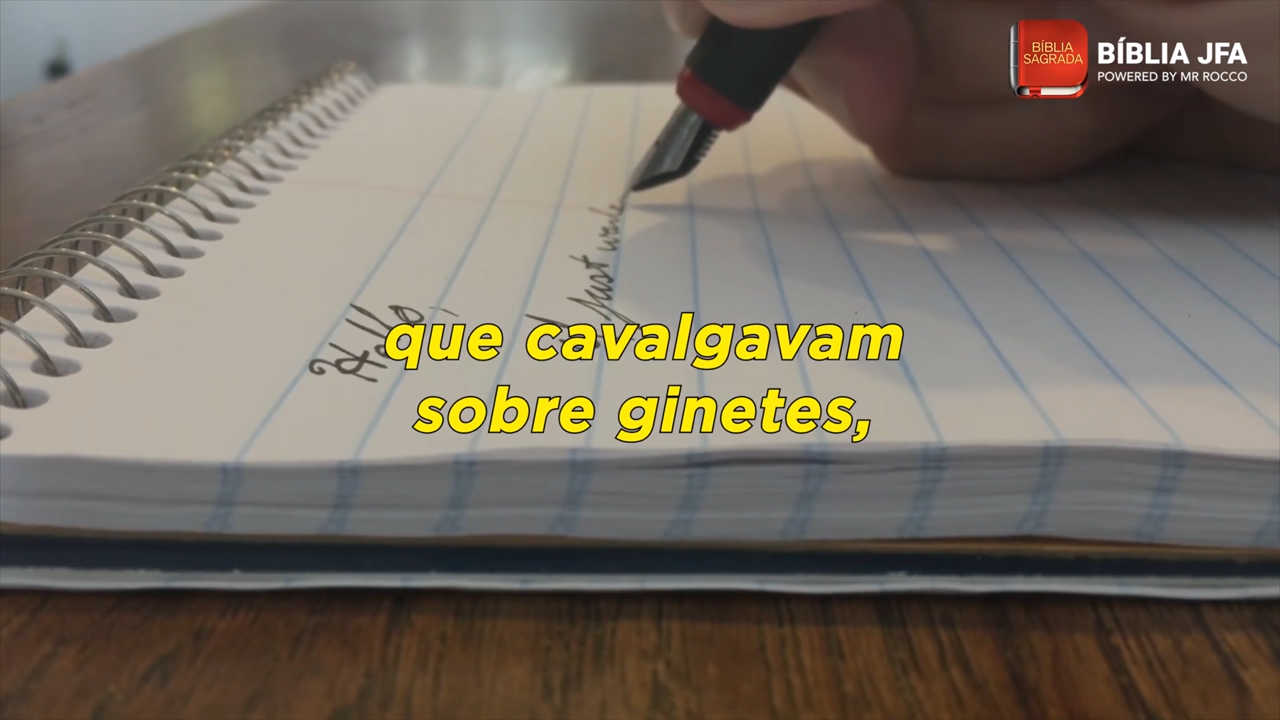 BÍBLIA
SAGRADA
BÍBLIA JFA
POWERED BY MR ROCCO
Hello,
just
que cavalgavam
sobre ginetes,